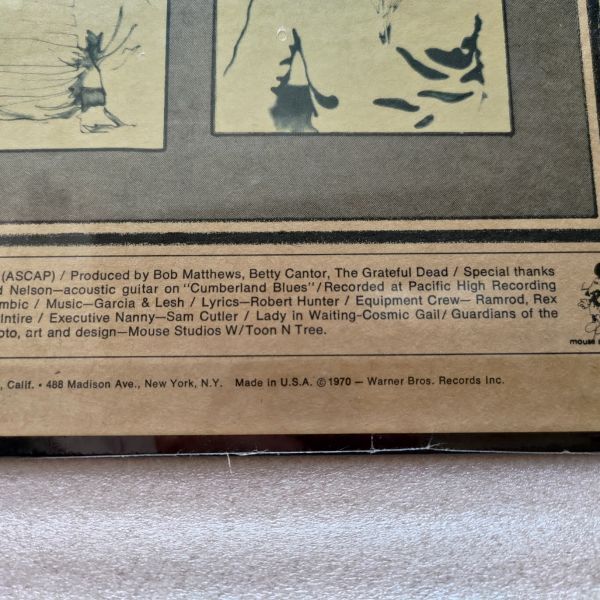 (ASCAP) / Produced by Bob Matthews, Betty Cantor, The Grateful Dead / Special thanks
d Nelson—acoustic guitar on "Cumberland Blues"/Recorded at Pacific High Recording
mbic / Music—Garcia & Lesh / Lyrics—Robert Hunter / Equipment Crew— Ramrod, Rex
Intire / Executive Nanny—Sam Cutler / Lady in Waiting-Cosmic Gail/ Guardians of the
oto, art and design—Mouse Studios W/Toon N Tree.
mouse
, Calif. • 488 Madison Ave., New York, N.Y. Made in U.S.A. ©1970 — Warner Bros. Records Inc.